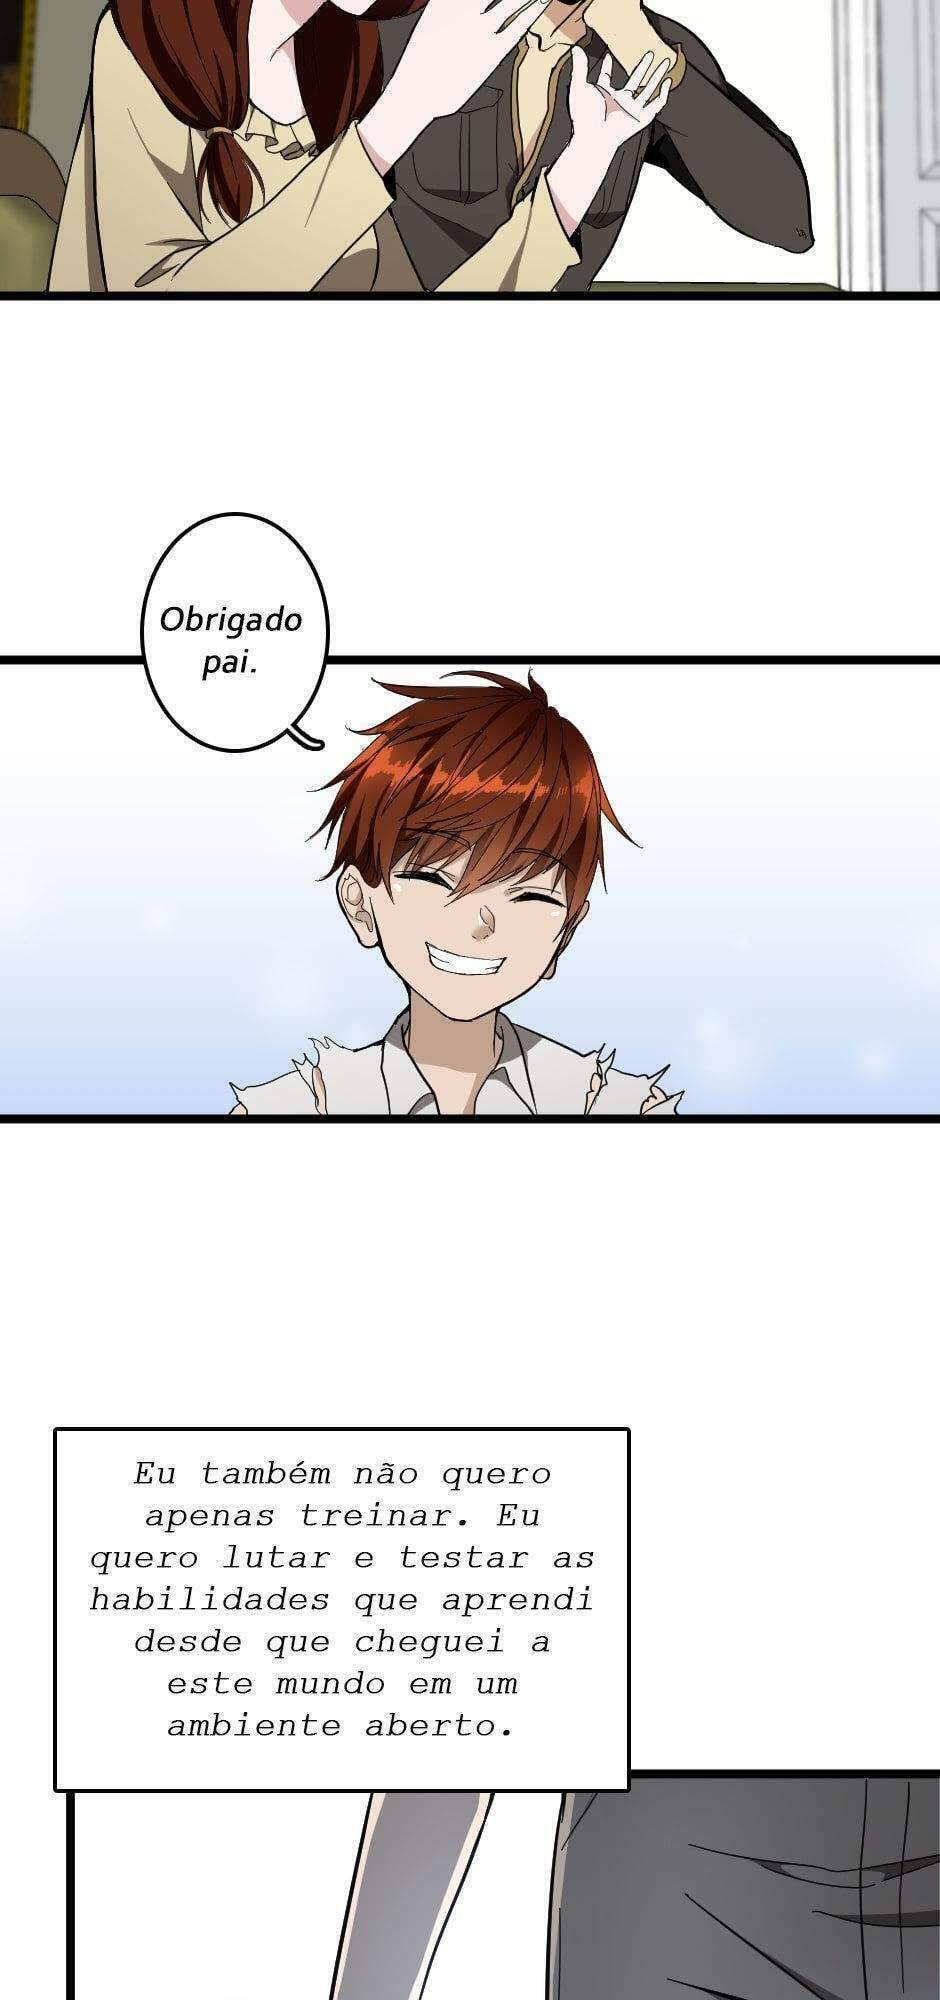 Obrigado
pai.
Eu também não quero
apenas treinar. Eu
quero lutar e testar as
habilidades que aprendi
desde que cheguei a
este mundo em um
ambiente aberto.